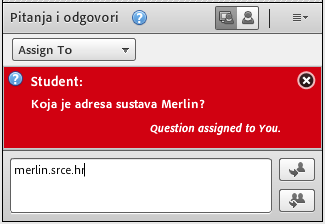 Pitanja i odgovori
Assign To
Student:
Koja je adresa sustava Merlin?
Question assigned to You.
merlin.srce.hr